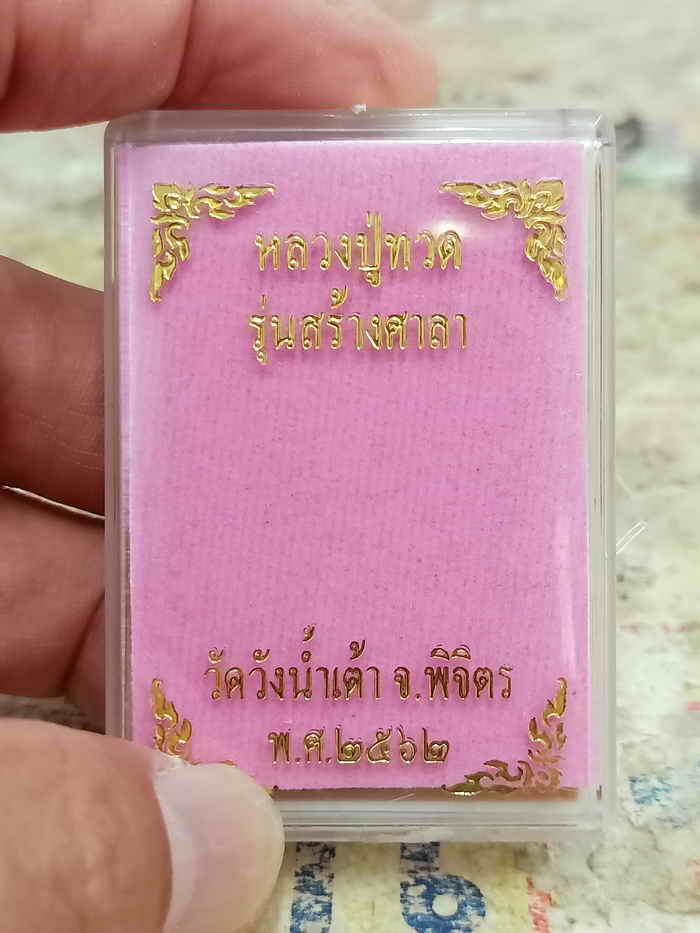 หลวงปู่ทวด
รุ่นสร้างศาลา
วัดวังน้ำเต้า จ.พิจิตร
พ.ศ.๒๕๖๒